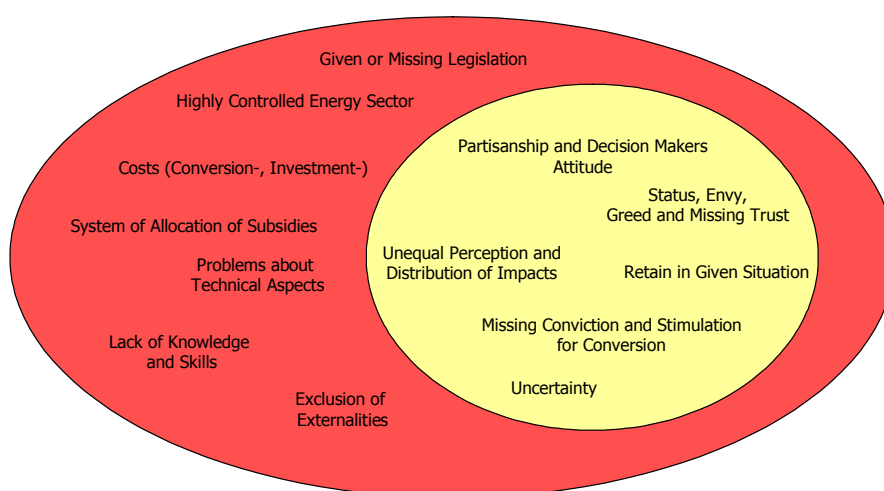 Given or Missing Legislation
Highly Controlled Energy Sector
Costs (Conversion-, Investment-)
System of Allocation of Subsidies
Problems about
Technical Aspects
Lack of Knowledge
and Skills
Exclusion of
Externalities
Partisanship and Decision Makers
Attitude
Status, Envy,
Greed and Missing Trust
Unequal Perception and
Distribution of Impacts
Retain in Given Situation
Missing Conviction and Stimulation
for Conversion
Uncertainty